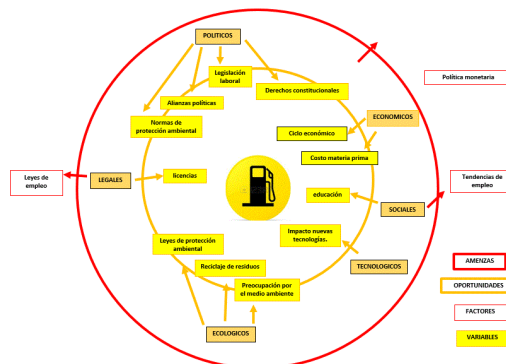 POLITICOS
Legislación
laboral
Política monetaria
Derechos constitucionales
Alianzas políticas
ECONOMICOS
Normas de
protección ambiental
Ciclo económico
Costo materia prima
Leyes de
empleo
LEGALES
licencias
Tendencias de
empleo
educación
SOCIALES
Impacto nuevas
tecnologías.
Leyes de protección
ambiental
AMENZAS
Reciclaje de residuos
TECNOLOGICOS
OPORTUNIDADES
Preocupación por
el medio ambiente
FACTORES
ECOLOGICOS
VARIABLES